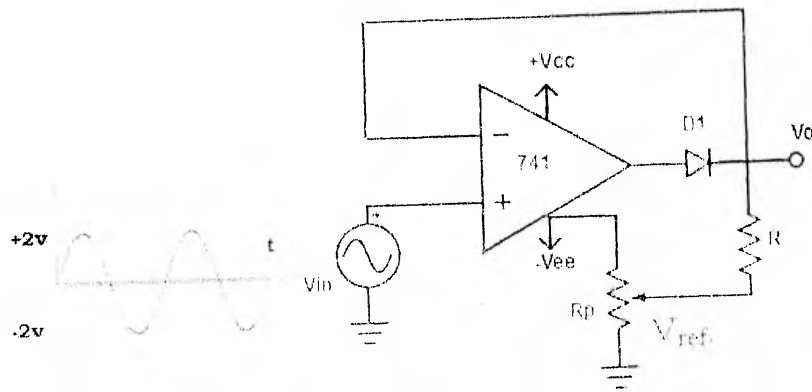 +Vcc
D1
Vo
−
741
+2v
t
+
+
R
-Vee
Vin
Rp
Vref.
-2v